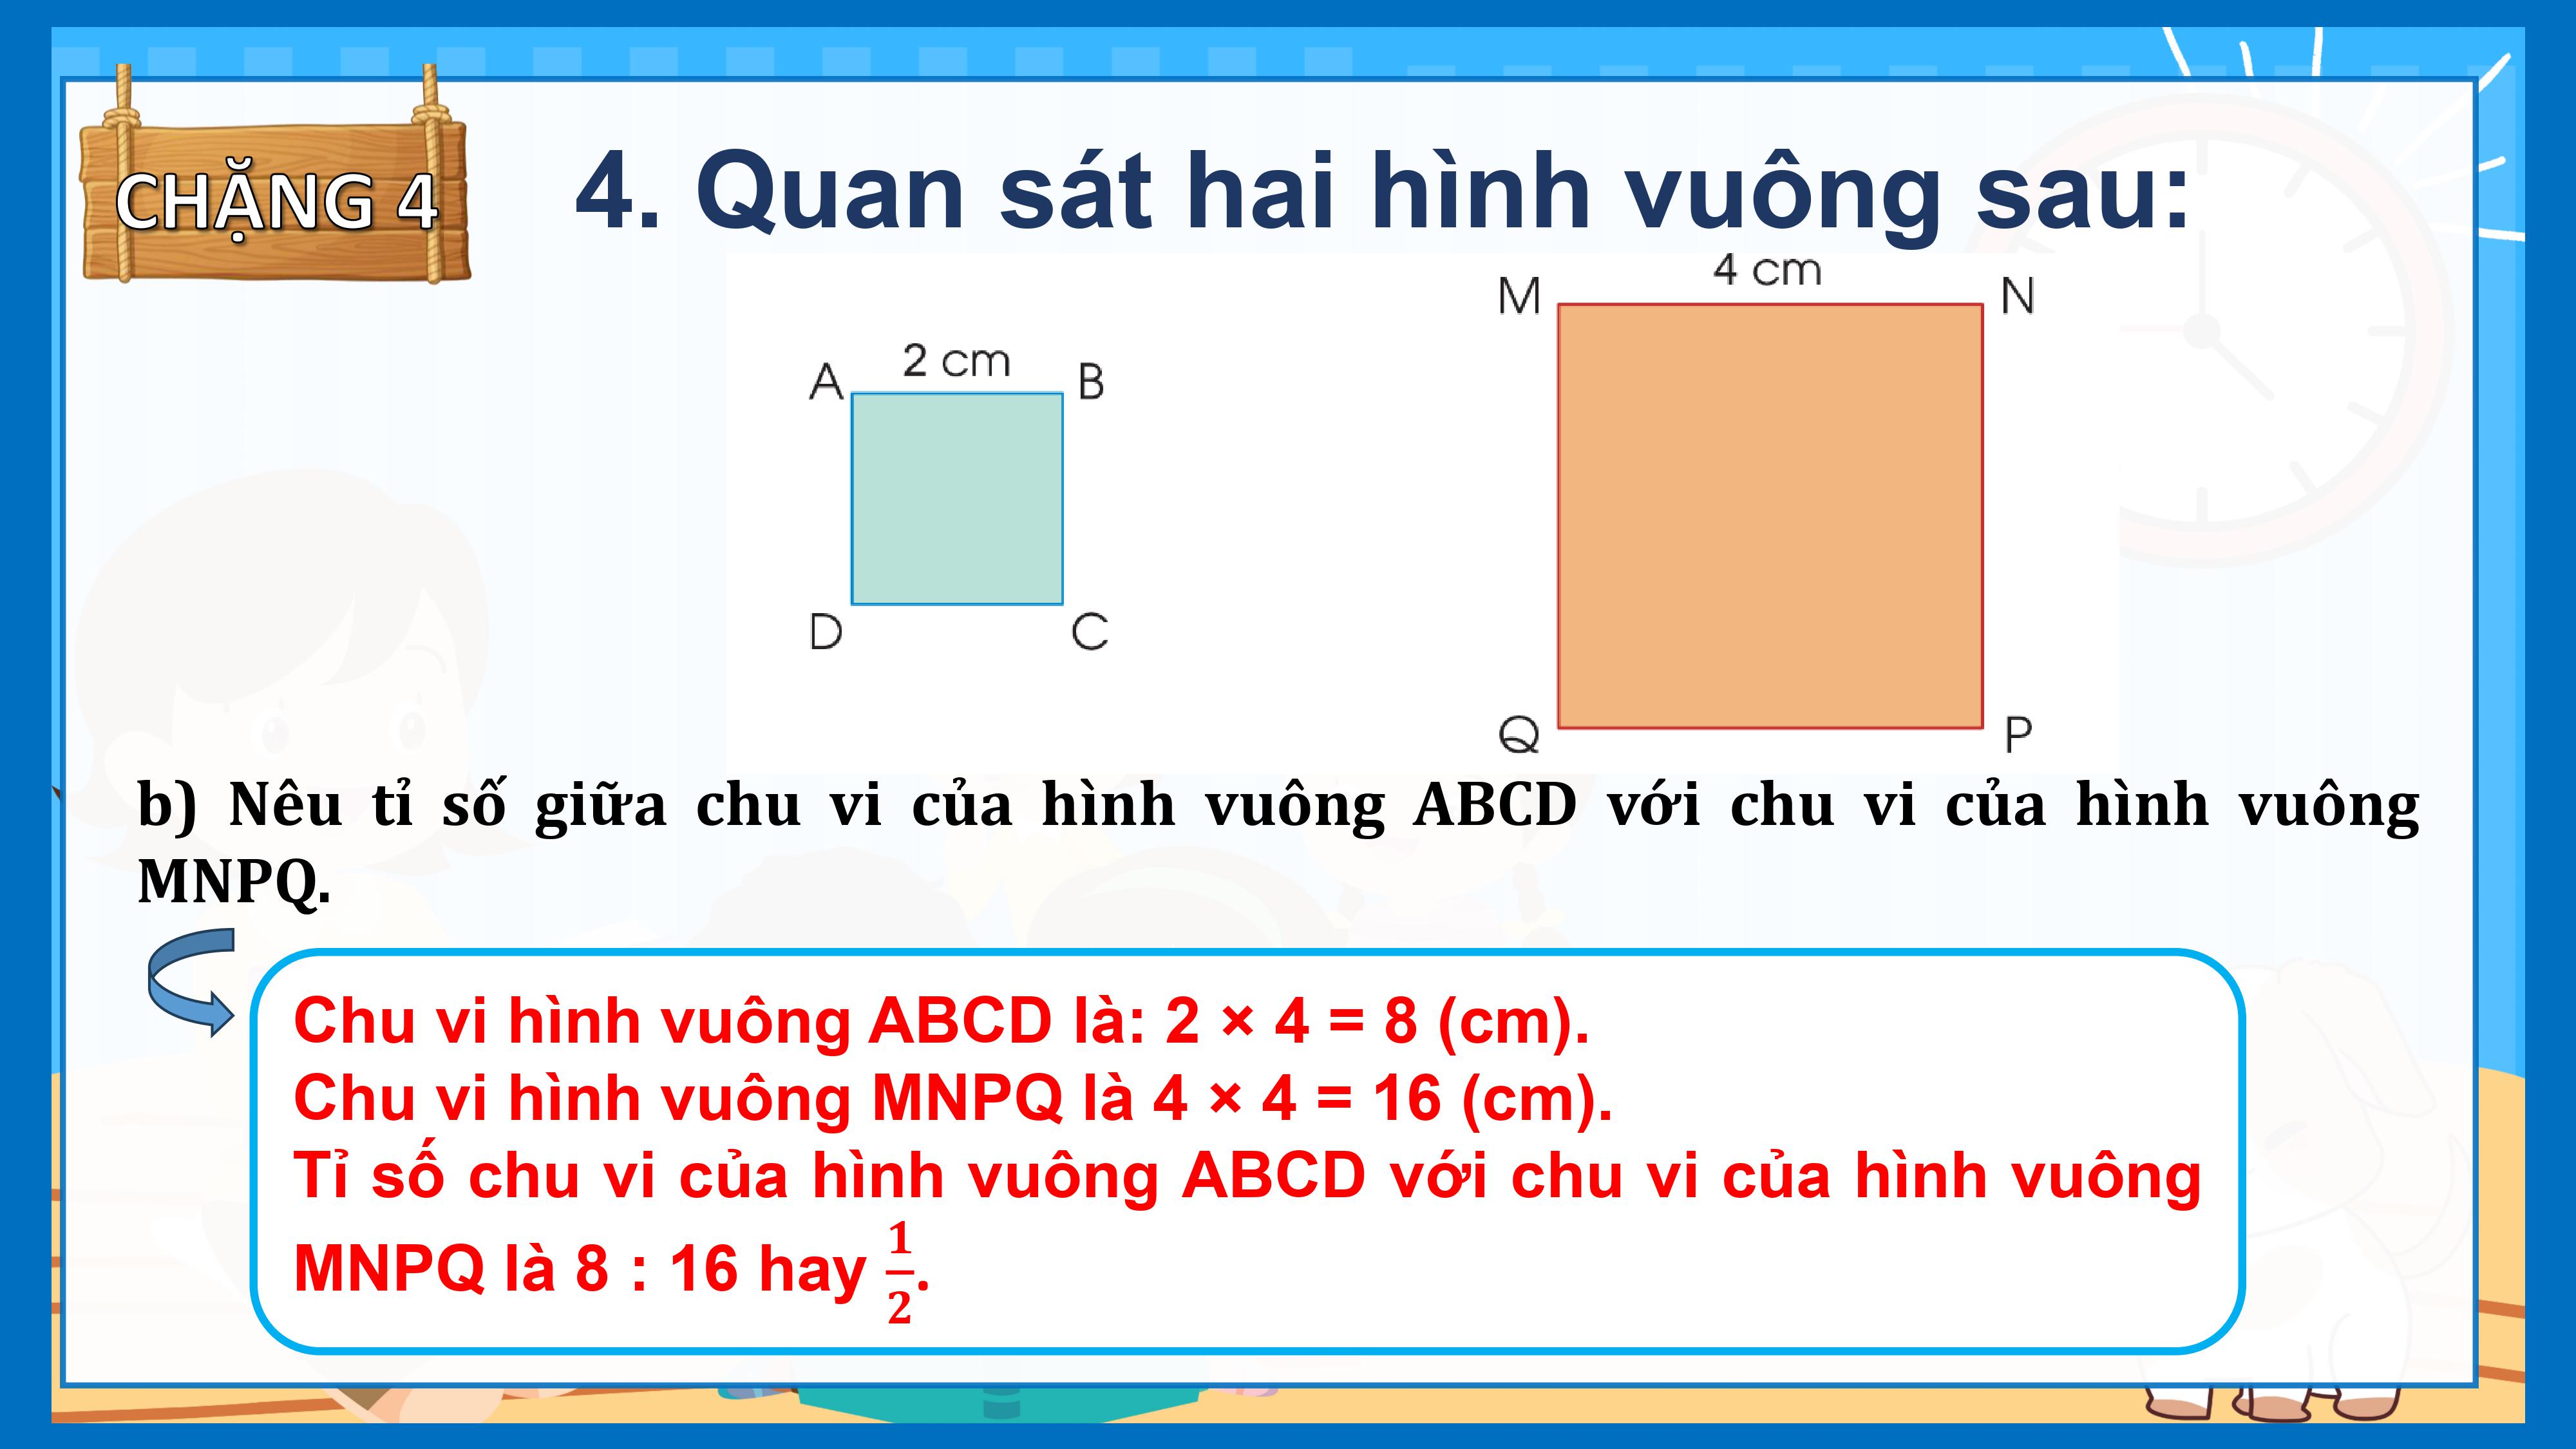 CHẶNG 4
4. Quan sát hai hình vuông sau:
4 cm
M
N
2 cm
A
B
D
C
Q
P
b) Nêu tỉ số giữa chu vi của hình vuông ABCD với chu vi của hình vuông
MNPQ.
Chu vi hình vuông ABCD là: 2 × 4 = 8 (cm).
Chu vi hình vuông MNPQ là 4 × 4 = 16 (cm).
Tỉ số chu vi của hình vuông ABCD với chu vi của hình vuông
MNPQ là 8 : 16 hay 1/2.